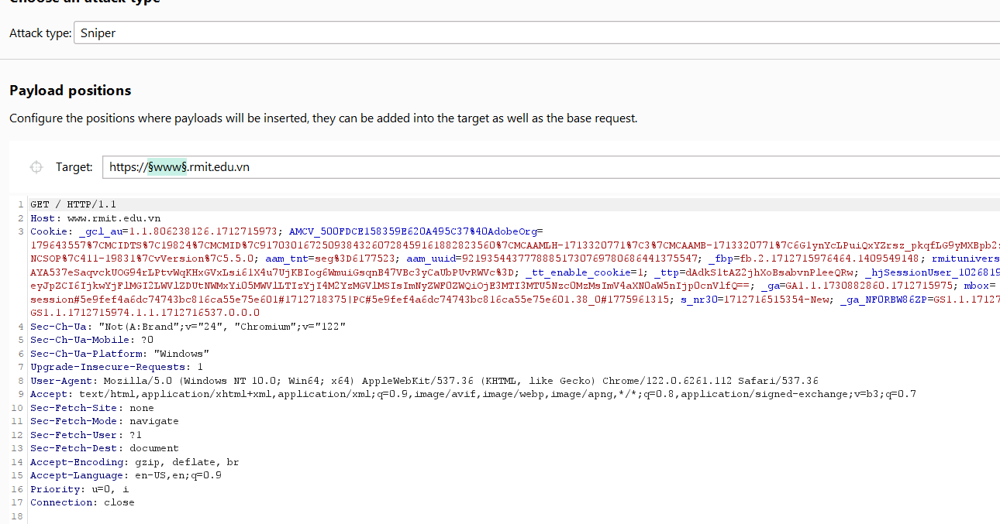 Choose an attack type
Attack type: Sniper
Payload positions
Configure the positions where payloads will be inserted, they can be added into the target as well as the base request.
Target: https://§www§.rmit.edu.vn
1 GET / HTTP/1.1
2 Host: www.rmit.edu.vn
3 Cookie: _gcl_au=1.1.806238126.1712715973; AMCV_500FDCE158359E620A495C37%40AdobeOrg=
179643557%7CMCIDTS%7C19824%7CMCMID%7C91703016725093843260728459161882823560%7CMCAAMLH-1713320771%7C3%7CMCAAMB-1713320771%7C6G1ynYcLPuiQxYZrsz_pkqfLG9yMXBpb2
NCSOP%7C411-19831%7CvVersion%7C5.5.0; aam_tnt=seg%3D6177523; aam_uuid=92193544377788851730769780686441375547; _fbp=fb.2.1712715976464.1409549148; rmitunivers
AYA537eSaqvckUOG94rLPtvWqKHxGVxLsi61X4u7UjKBIog6WmuiGsqnB47VBc3yCaUbPUvRWVc%3D; _tt_enable_cookie=1; _ttp=dAdkS1tAZ2jhXoBsabvnPleeQRw; _hjSessionUser_1026819
eyJpZCI6IjkwYjFlMGI2LWVlZDUtNWMxYi05MWVlLTIzYjI4M2YzMGVlMSIsImNyZWF0ZWQiOjE3MTI3MTU5Nzc0MzMsImV4aXN0aW5nIjp0cnVlfQ==; _ga=GA1.1.1730882860.1712715975; mbox=
session#5e9fef4a6dc74743bc816ca55e75e601#1712718375|PC#5e9fef4a6dc74743bc816ca55e75e601.38_0#1775961315; s_nr30=1712716515354-New; _ga_NF0RBW86ZP=GS1.1.1712
GS1.1.1712715974.1.1.1712716537.0.0.0
4 Sec-Ch-Ua: "Not(A:Brand";v="24", "Chromium";v="122"
5 Sec-Ch-Ua-Mobile: ?0
6 Sec-Ch-Ua-Platform: "Windows"
7 Upgrade-Insecure-Requests: 1
8 User-Agent: Mozilla/5.0 (Windows NT 10.0; Win64; x64) AppleWebKit/537.36 (KHTML, like Gecko) Chrome/122.0.6261.112 Safari/537.36
9 Accept: text/html,application/xhtml+xml,application/xml;q=0.9,image/avif,image/webp,image/apng,*/*;q=0.8,application/signed-exchange;v=b3;q=0.7
10 Sec-Fetch-Site: none
11 Sec-Fetch-Mode: navigate
12 Sec-Fetch-User: ?1
13 Sec-Fetch-Dest: document
14 Accept-Encoding: gzip, deflate, br
15 Accept-Language: en-US,en;q=0.9
16 Priority: u=0, i
17 Connection: close
18